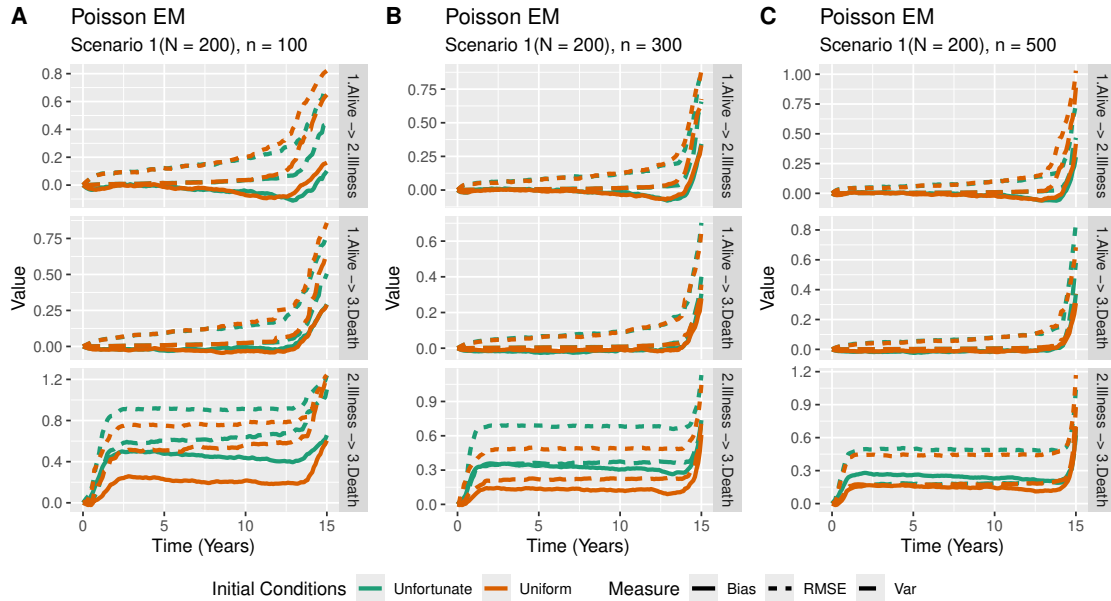 A
Poisson EM
Scenario 1(N = 200), n = 100
0.8
0.6
0.4
0.2
0.0
1.Alive −> 2.Illness
0.75
0.50
0.25
0.00
1.Alive −> 3.Death
1.2
0.8
0.4
0.0
2.Illness −> 3.Death
Value
0
5
10
15
Time (Years)
B
Poisson EM
Scenario 1(N = 200), n = 300
0.75
0.50
0.25
0.00
1.Alive −> 2.Illness
0.6
0.4
0.2
0.0
1.Alive −> 3.Death
0.9
0.6
0.3
0.0
2.Illness −> 3.Death
Value
0
5
10
15
Time (Years)
C
Poisson EM
Scenario 1(N = 200), n = 500
1.00
0.75
0.50
0.25
0.00
1.Alive −> 2.Illness
0.8
0.6
0.4
0.2
0.0
1.Alive −> 3.Death
1.2
0.9
0.6
0.3
0.0
2.Illness −> 3.Death
Value
0
5
10
15
Time (Years)
Initial Conditions Unfortunate Uniform Measure Bias RMSE Var